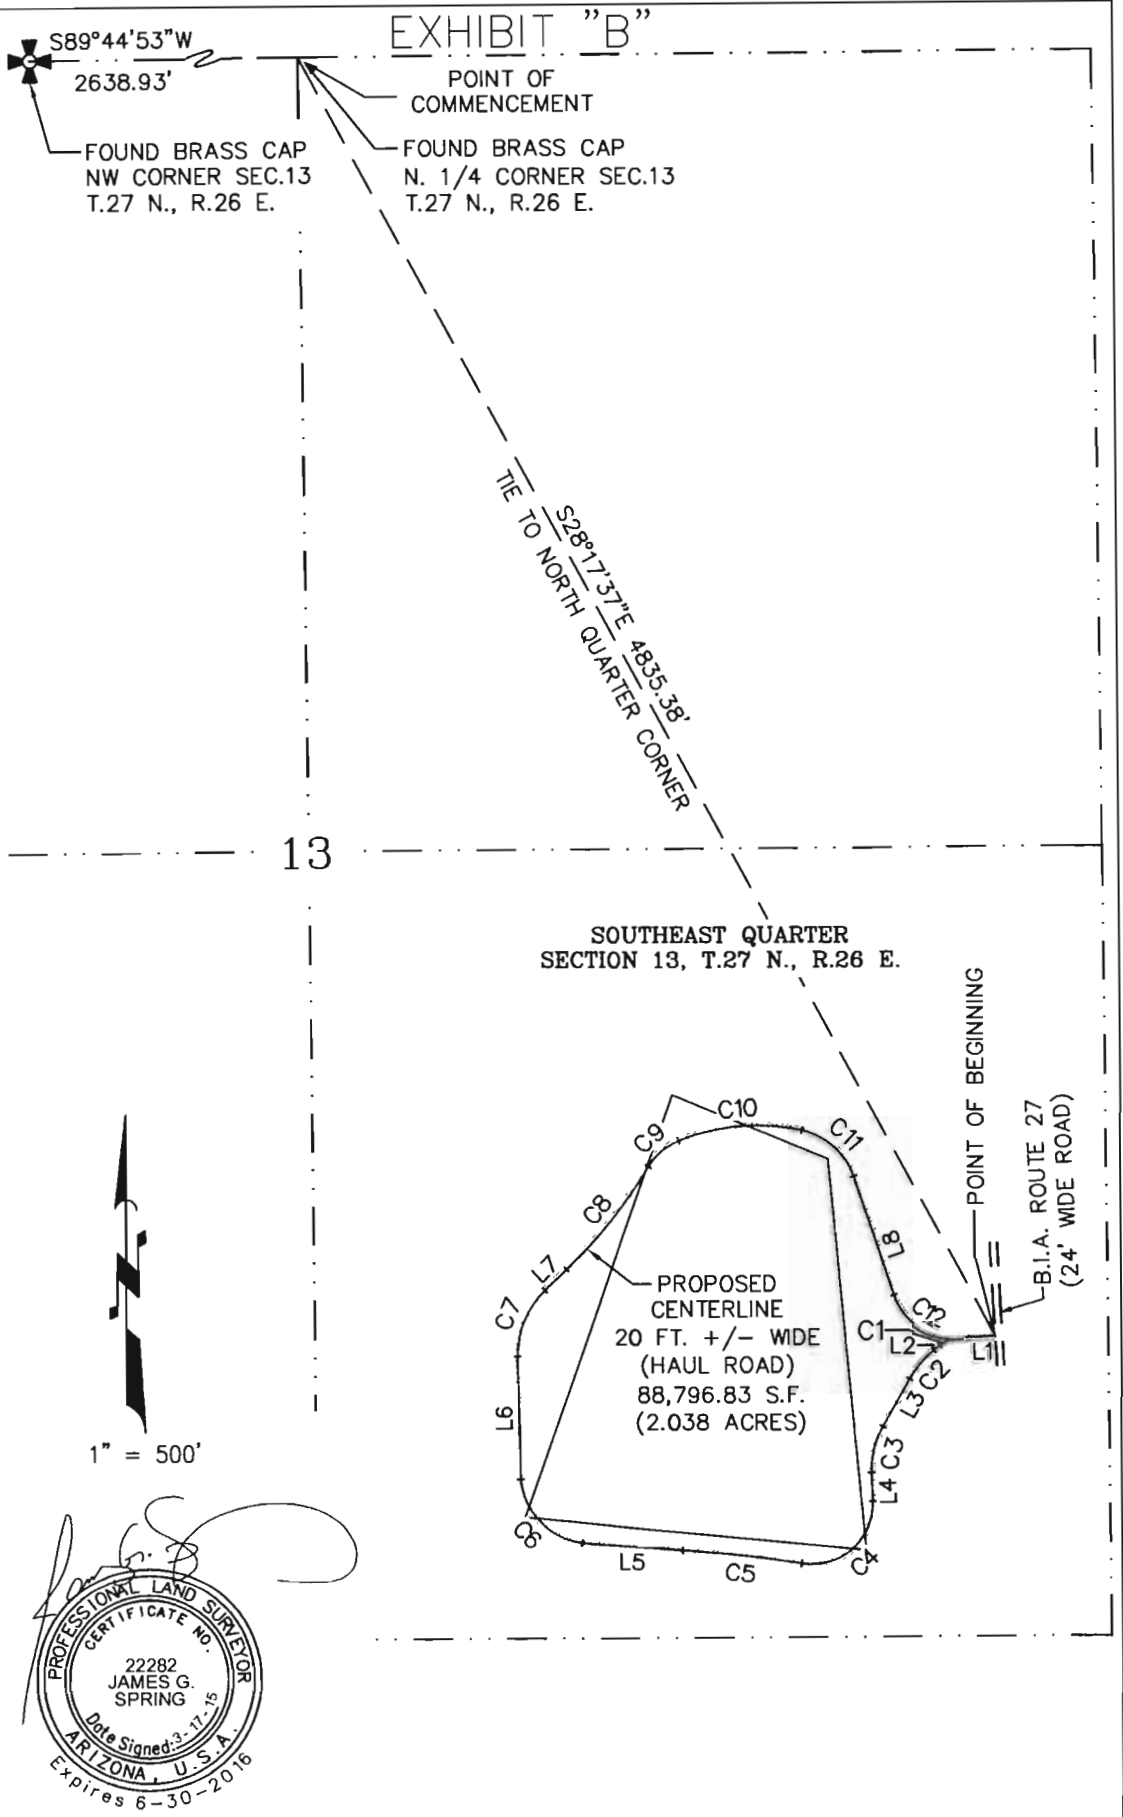 EXHIBIT "B"
S89°44'53"W
2638.93'
POINT OF
COMMENCEMENT
FOUND BRASS CAP
NW CORNER SEC.13
T.27 N., R.26 E.
FOUND BRASS CAP
N. 1/4 CORNER SEC.13
T.27 N., R.26 E.
S28°17'37"E 4835.38'
TIE TO NORTH QUARTER CORNER
13
SOUTHEAST QUARTER
SECTION 13, T.27 N., R.26 E.
POINT OF BEGINNING
B.I.A. ROUTE 27
(24' WIDE ROAD)
C10
C11
C9
C8
L8
L7
C7
C12
C1
L2
L1
C2
L3
C3
L4
PROPOSED
CENTERLINE
20 FT. +/- WIDE
(HAUL ROAD)
88,796.83 S.F.
(2.038 ACRES)
L6
C6
L5
C5
C4
1" = 500'
PROFESSIONAL LAND SURVEYOR
CERTIFICATE NO.
22282
JAMES G.
SPRING
Date Signed:3-17-15
ARIZONA, U.S.A.
Expires 6-30-2016